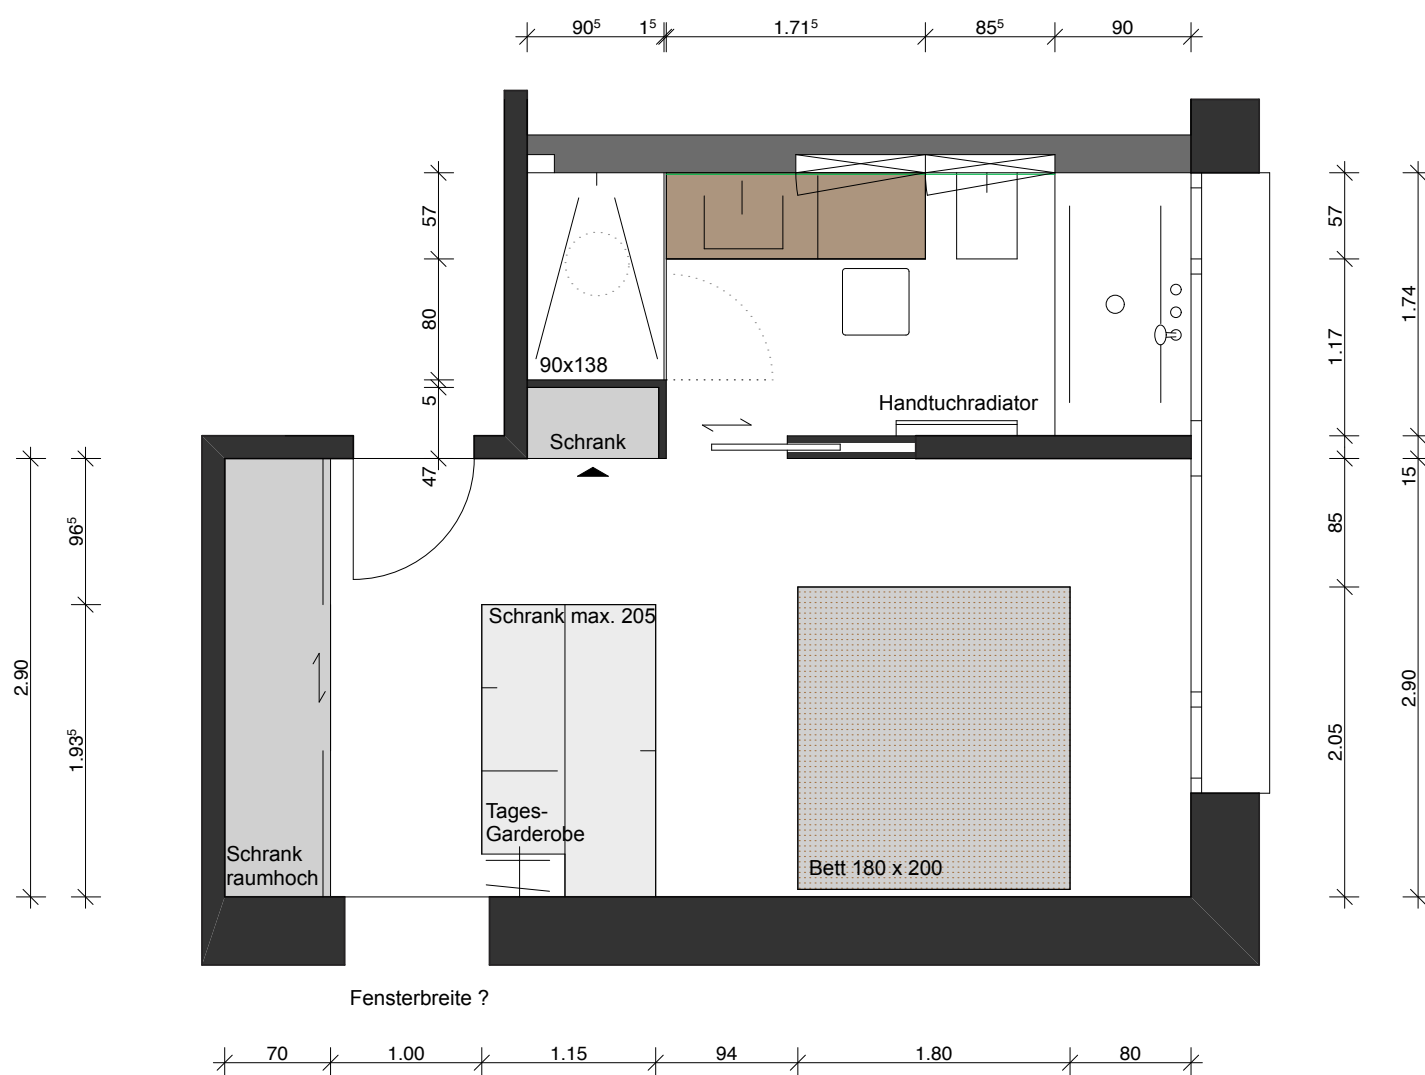 90⁵ 1⁵ 1.71⁵ 85⁵ 90
57
80
5
47
90x138
Schrank
Handtuchradiator
57
1.17
1.74
15
85
2.05
2.90
96⁵
1.93⁵
2.90
Schrank max. 205
Tages-
Garderobe
Schrank
raumhoch
Bett 180 x 200
Fensterbreite ?
70 1.00 1.15 94 1.80 80